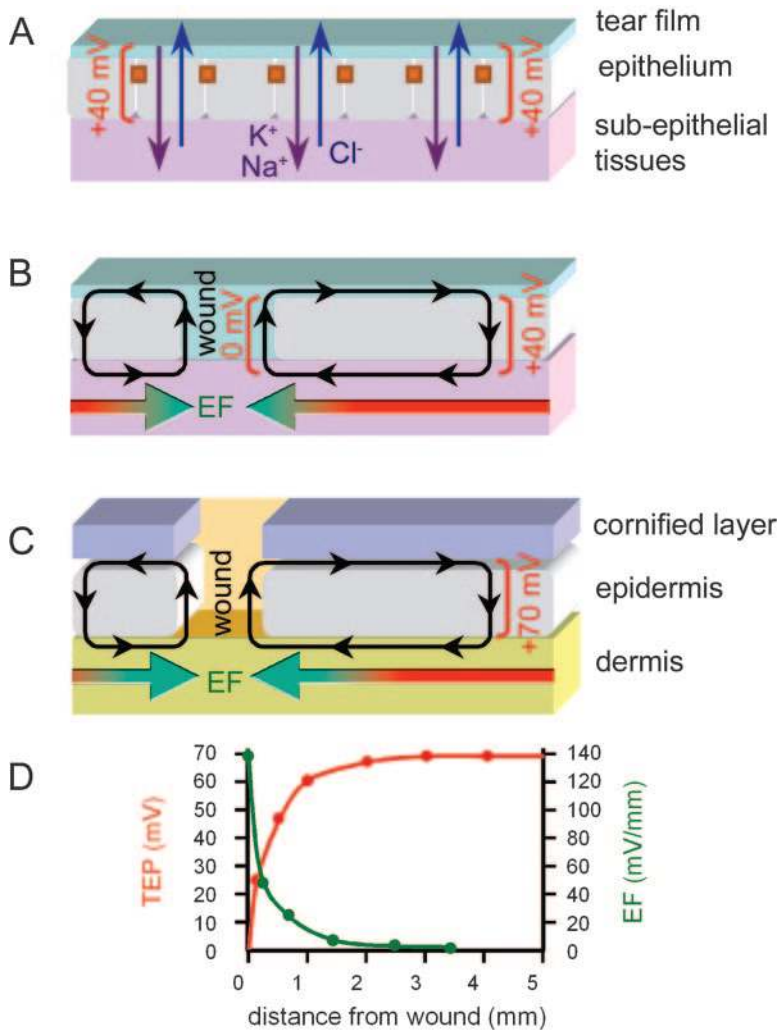 A
tear film
+40 mV
epithelium
+40 mV
sub-epithelial
tissues
K+
Na+
Cl-
B
wound
0 mV
+40 mV
EF
C
cornified layer
wound
epidermis
+70 mV
dermis
EF
D
70
60
50
40
30
20
10
0
TEP (mV)
140
120
100
80
60
40
20
0
EF (mV/mm)
0 1 2 3 4 5
distance from wound (mm)